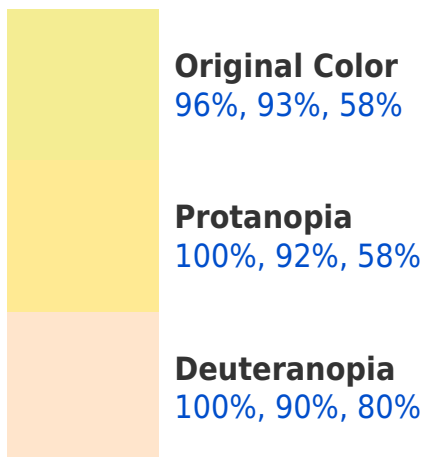 Original Color
96%, 93%, 58%
Protanopia
100%, 92%, 58%
Deuteranopia
100%, 90%, 80%